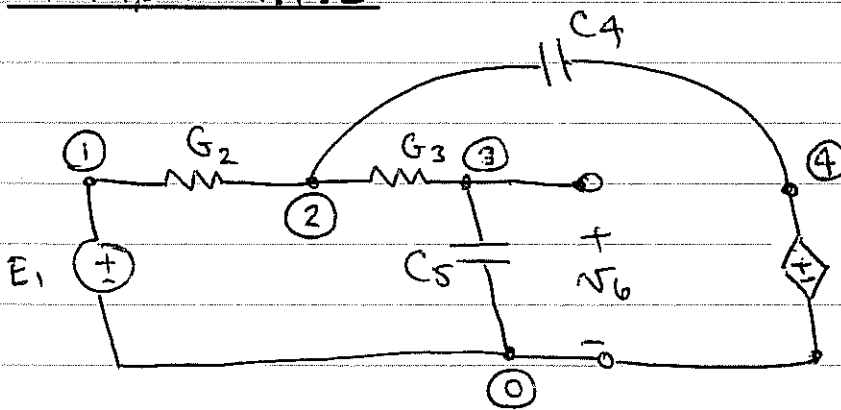 C4
① G2 G3 ③ ④
②
E1 + - C5 + + -
v6
-
⓪